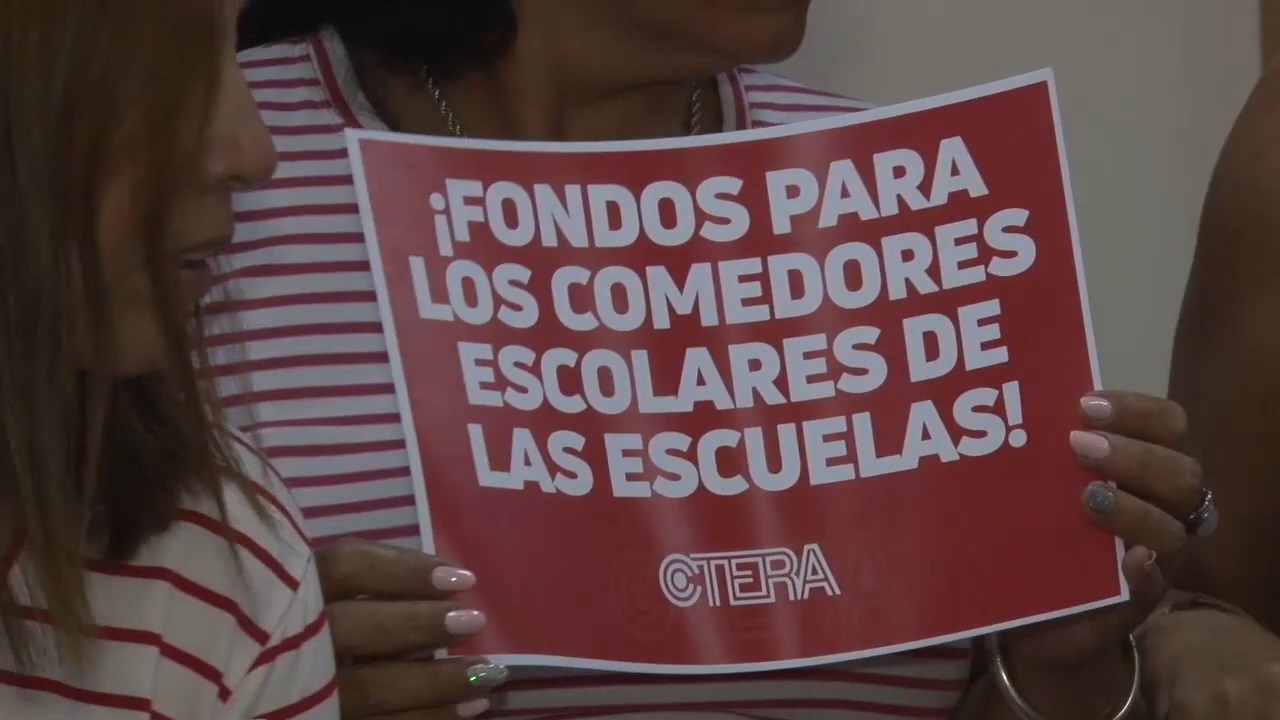 ¡FONDOS PARA
LOS COMEDORES
ESCOLARES DE
LAS ESCUELAS!
CTERA